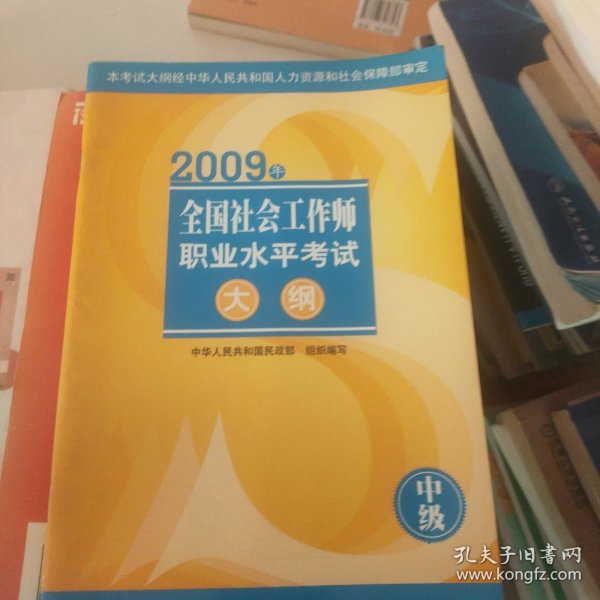 本考试大纲经中华人民共和国人力资源和社会保障部审定
2009年
全国社会工作师
职业水平考试
大纲
中华人民共和国民政部 组织编写
中级
孔夫子旧书网
www.kongfz.com